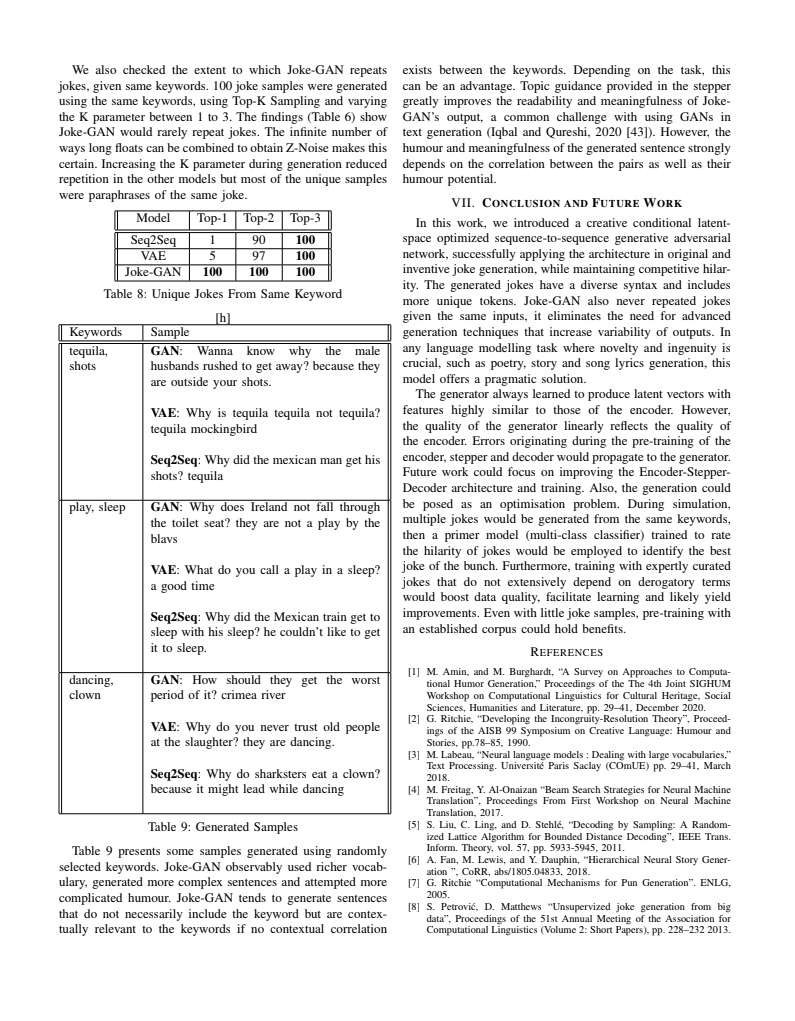 We also checked the extent to which Joke-GAN repeats
jokes, given same keywords. 100 joke samples were generated
using the same keywords, using Top-K Sampling and varying
the K parameter between 1 to 3. The findings (Table 6) show
Joke-GAN would rarely repeat jokes. The infinite number of
ways long floats can be combined to obtain Z-Noise makes this
certain. Increasing the K parameter during generation reduced
repetition in the other models but most of the unique samples
were paraphrases of the same joke.
Model Top-1 Top-2 Top-3
Seq2Seq 1 90 100
VAE 5 97 100
Joke-GAN 100 100 100
Table 8: Unique Jokes From Same Keyword
[h]
Keywords Sample
tequila, GAN: Wanna know why the male
shots husbands rushed to get away? because they
are outside your shots.
VAE: Why is tequila tequila not tequila?
tequila mockingbird
Seq2Seq: Why did the mexican man get his
shots? tequila
play, sleep GAN: Why does Ireland not fall through
the toilet seat? they are not a play by the
blavs
VAE: What do you call a play in a sleep?
a good time
Seq2Seq: Why did the Mexican train get to
sleep with his sleep? he couldn't like to get
it to sleep.
dancing, GAN: How should they get the worst
clown period of it? crimea river
VAE: Why do you never trust old people
at the slaughter? they are dancing.
Seq2Seq: Why do sharksters eat a clown?
because it might lead while dancing
Table 9: Generated Samples
Table 9 presents some samples generated using randomly
selected keywords. Joke-GAN observably used richer vocab-
ulary, generated more complex sentences and attempted more
complicated humour. Joke-GAN tends to generate sentences
that do not necessarily include the keyword but are contex-
tually relevant to the keywords if no contextual correlation
exists between the keywords. Depending on the task, this
can be an advantage. Topic guidance provided in the stepper
greatly improves the readability and meaningfulness of Joke-
GAN's output, a common challenge with using GANs in
text generation (Iqbal and Qureshi, 2020 [43]). However, the
humour and meaningfulness of the generated sentence strongly
depends on the correlation between the pairs as well as their
humour potential.
VII. CONCLUSION AND FUTURE WORK
In this work, we introduced a creative conditional latent-
space optimized sequence-to-sequence generative adversarial
network, successfully applying the architecture in original and
inventive joke generation, while maintaining competitive hilar-
ity. The generated jokes have a diverse syntax and includes
more unique tokens. Joke-GAN also never repeated jokes
given the same inputs, it eliminates the need for advanced
generation techniques that increase variability of outputs. In
any language modelling task where novelty and ingenuity is
crucial, such as poetry, story and song lyrics generation, this
model offers a pragmatic solution.
The generator always learned to produce latent vectors with
features highly similar to those of the encoder. However,
the quality of the generator linearly reflects the quality of
the encoder. Errors originating during the pre-training of the
encoder, stepper and decoder would propagate to the generator.
Future work could focus on improving the Encoder-Stepper-
Decoder architecture and training. Also, the generation could
be posed as an optimisation problem. During simulation,
multiple jokes would be generated from the same keywords,
then a primer model (multi-class classifier) trained to rate
the hilarity of jokes would be employed to identify the best
joke of the bunch. Furthermore, training with expertly curated
jokes that do not extensively depend on derogatory terms
would boost data quality, facilitate learning and likely yield
improvements. Even with little joke samples, pre-training with
an established corpus could hold benefits.
REFERENCES
[1] M. Amin, and M. Burghardt, “A Survey on Approaches to Computa-
tional Humor Generation,” Proceedings of the The 4th Joint SIGHUM
Workshop on Computational Linguistics for Cultural Heritage, Social
Sciences, Humanities and Literature, pp. 29–41, December 2020.
[2] G. Ritchie, “Developing the Incongruity-Resolution Theory”, Proceed-
ings of the AISB 99 Symposium on Creative Language: Humour and
Stories, pp.78–85, 1990.
[3] M. Labeau, “Neural language models : Dealing with large vocabularies,”
Text Processing. Université Paris Saclay (COmUE) pp. 29–41, March
2018.
[4] M. Freitag, Y. Al-Onaizan “Beam Search Strategies for Neural Machine
Translation”, Proceedings From First Workshop on Neural Machine
Translation, 2017.
[5] S. Liu, C. Ling, and D. Stehlé, “Decoding by Sampling: A Random-
ized Lattice Algorithm for Bounded Distance Decoding”, IEEE Trans.
Inform. Theory, vol. 57, pp. 5933-5945, 2011.
[6] A. Fan, M. Lewis, and Y. Dauphin, “Hierarchical Neural Story Gener-
ation ”, CoRR, abs/1805.04833, 2018.
[7] G. Ritchie “Computational Mechanisms for Pun Generation”. ENLG,
2005.
[8] S. Petrović, D. Matthews “Unsupervized joke generation from big
data”, Proceedings of the 51st Annual Meeting of the Association for
Computational Linguistics (Volume 2: Short Papers), pp. 228–232 2013.